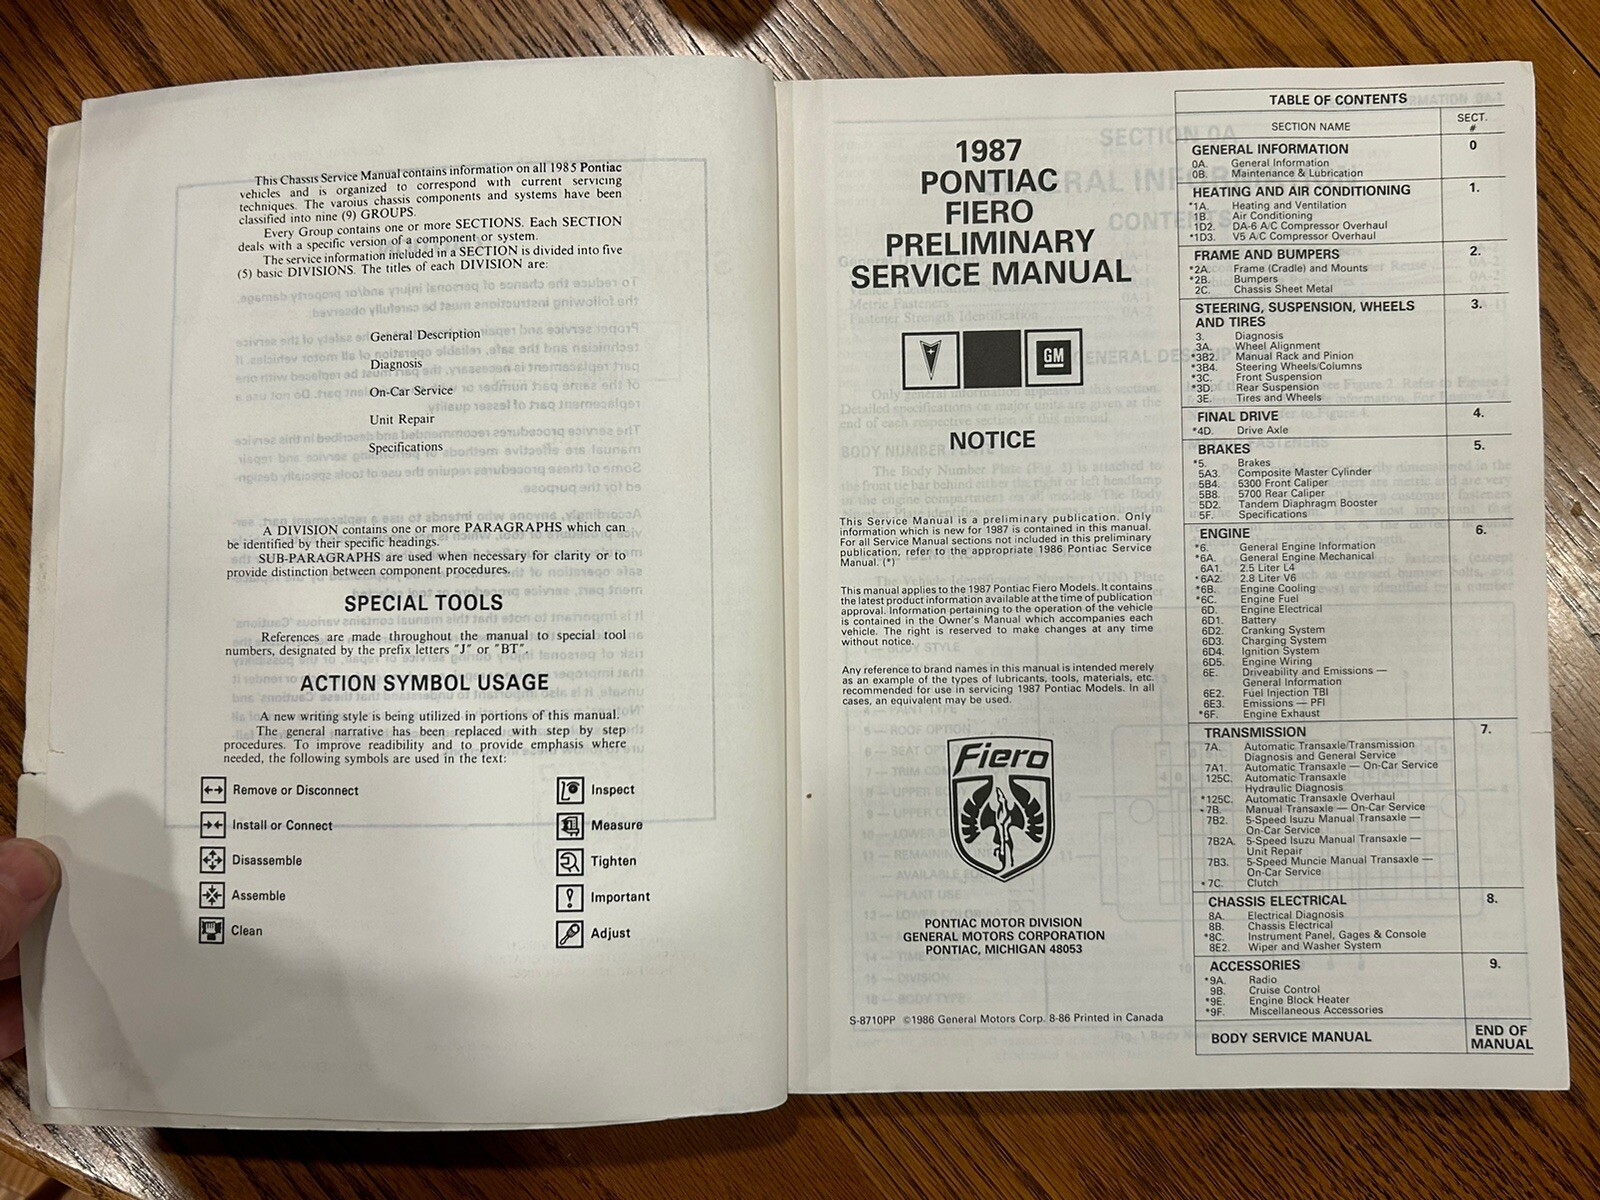 This Chassis Service Manual contains information on all 1985 Pontiac
vehicles and is organized to correspond with current servicing
techniques. The varoius chassis components and systems have been
classified into nine (9) GROUPS.
Every Group contains one or more SECTIONS. Each SECTION
deals with a specific version of a component or system.
The service information included in a SECTION is divided into five
(5) basic DIVISIONS. The titles of each DIVISION are:
General Description
Diagnosis
On-Car Service
Unit Repair
Specifications
A DIVISION contains one or more PARAGRAPHS which can
be identified by their specific headings.
SUB-PARAGRAPHS are used when necessary for clarity or to
provide distinction between component procedures.
SPECIAL TOOLS
References are made throughout the manual to special tool
numbers, designated by the prefix letters "J" or "BT".
ACTION SYMBOL USAGE
A new writing style is being utilized in portions of this manual.
The general narrative has been replaced with step by step
procedures. To improve readibility and to provide emphasis where
needed, the following symbols are used in the text:
Remove or Disconnect
Install or Connect
Disassemble
Assemble
Clean
Inspect
Measure
Tighten
Important
Adjust
1987
PONTIAC
FIERO
PRELIMINARY
SERVICE MANUAL
GM
NOTICE
This Service Manual is a preliminary publication. Only
information which is new for 1987 is contained in this manual.
For all Service Manual sections not included in this preliminary
publication, refer to the appropriate 1986 Pontiac Service
Manual. (*)
This manual applies to the 1987 Pontiac Fiero Models. It contains
the latest product information available at the time of publication
approval. Information pertaining to the operation of the vehicle
is contained in the Owner's Manual which accompanies each
vehicle. The right is reserved to make changes at any time
without notice.
Any reference to brand names in this manual is intended merely
as an example of the types of lubricants, tools, materials, etc.
recommended for use in servicing 1987 Pontiac Models. In all
cases, an equivalent may be used.
Fiero
PONTIAC MOTOR DIVISION
GENERAL MOTORS CORPORATION
PONTIAC, MICHIGAN 48053
S-8710PP ©1986 General Motors Corp. 8-86 Printed in Canada
TABLE OF CONTENTS
SECTION NAME SECT. #
GENERAL INFORMATION 0
0A. General Information
0B. Maintenance & Lubrication
HEATING AND AIR CONDITIONING 1.
*1A. Heating and Ventilation
1B. Air Conditioning
1D2. DA-6 A/C Compressor Overhaul
*1D3. V5 A/C Compressor Overhaul
FRAME AND BUMPERS 2.
*2A. Frame (Cradle) and Mounts
*2B. Bumpers
2C. Chassis Sheet Metal
STEERING, SUSPENSION, WHEELS 3.
AND TIRES
3. Diagnosis
3A. Wheel Alignment
*3B2. Manual Rack and Pinion
*3B4. Steering Wheels/Columns
*3C. Front Suspension
*3D. Rear Suspension
3E. Tires and Wheels
FINAL DRIVE 4.
*4D. Drive Axle
BRAKES 5.
*5. Brakes
5A3. Composite Master Cylinder
5B4. 5300 Front Caliper
5B8. 5700 Rear Caliper
5D2. Tandem Diaphragm Booster
5F. Specifications
ENGINE 6.
*6. General Engine Information
*6A. General Engine Mechanical
6A1. 2.5 Liter L4
*6A2. 2.8 Liter V6
*6B. Engine Cooling
*6C. Engine Fuel
6D. Engine Electrical
6D1. Battery
6D2. Cranking System
6D3. Charging System
6D4. Ignition System
6D5. Engine Wiring
6E. Driveability and Emissions —
General Information
6E2. Fuel Injection TBI
6E3. Emissions — PFI
*6F. Engine Exhaust
TRANSMISSION 7.
7A. Automatic Transaxle/Transmission
Diagnosis and General Service
7A1. Automatic Transaxle — On-Car Service
125C. Automatic Transaxle
Hydraulic Diagnosis
*125C. Automatic Transaxle Overhaul
*7B. Manual Transaxle — On-Car Service
7B2. 5-Speed Isuzu Manual Transaxle —
On-Car Service
7B2A. 5-Speed Isuzu Manual Transaxle —
Unit Repair
7B3. 5-Speed Muncie Manual Transaxle —
On-Car Service
*7C. Clutch
CHASSIS ELECTRICAL 8.
8A. Electrical Diagnosis
8B. Chassis Electrical
*8C. Instrument Panel, Gages & Console
8E2. Wiper and Washer System
ACCESSORIES 9.
*9A. Radio
9B. Cruise Control
*9E. Engine Block Heater
*9F. Miscellaneous Accessories
BODY SERVICE MANUAL END OF
MANUAL